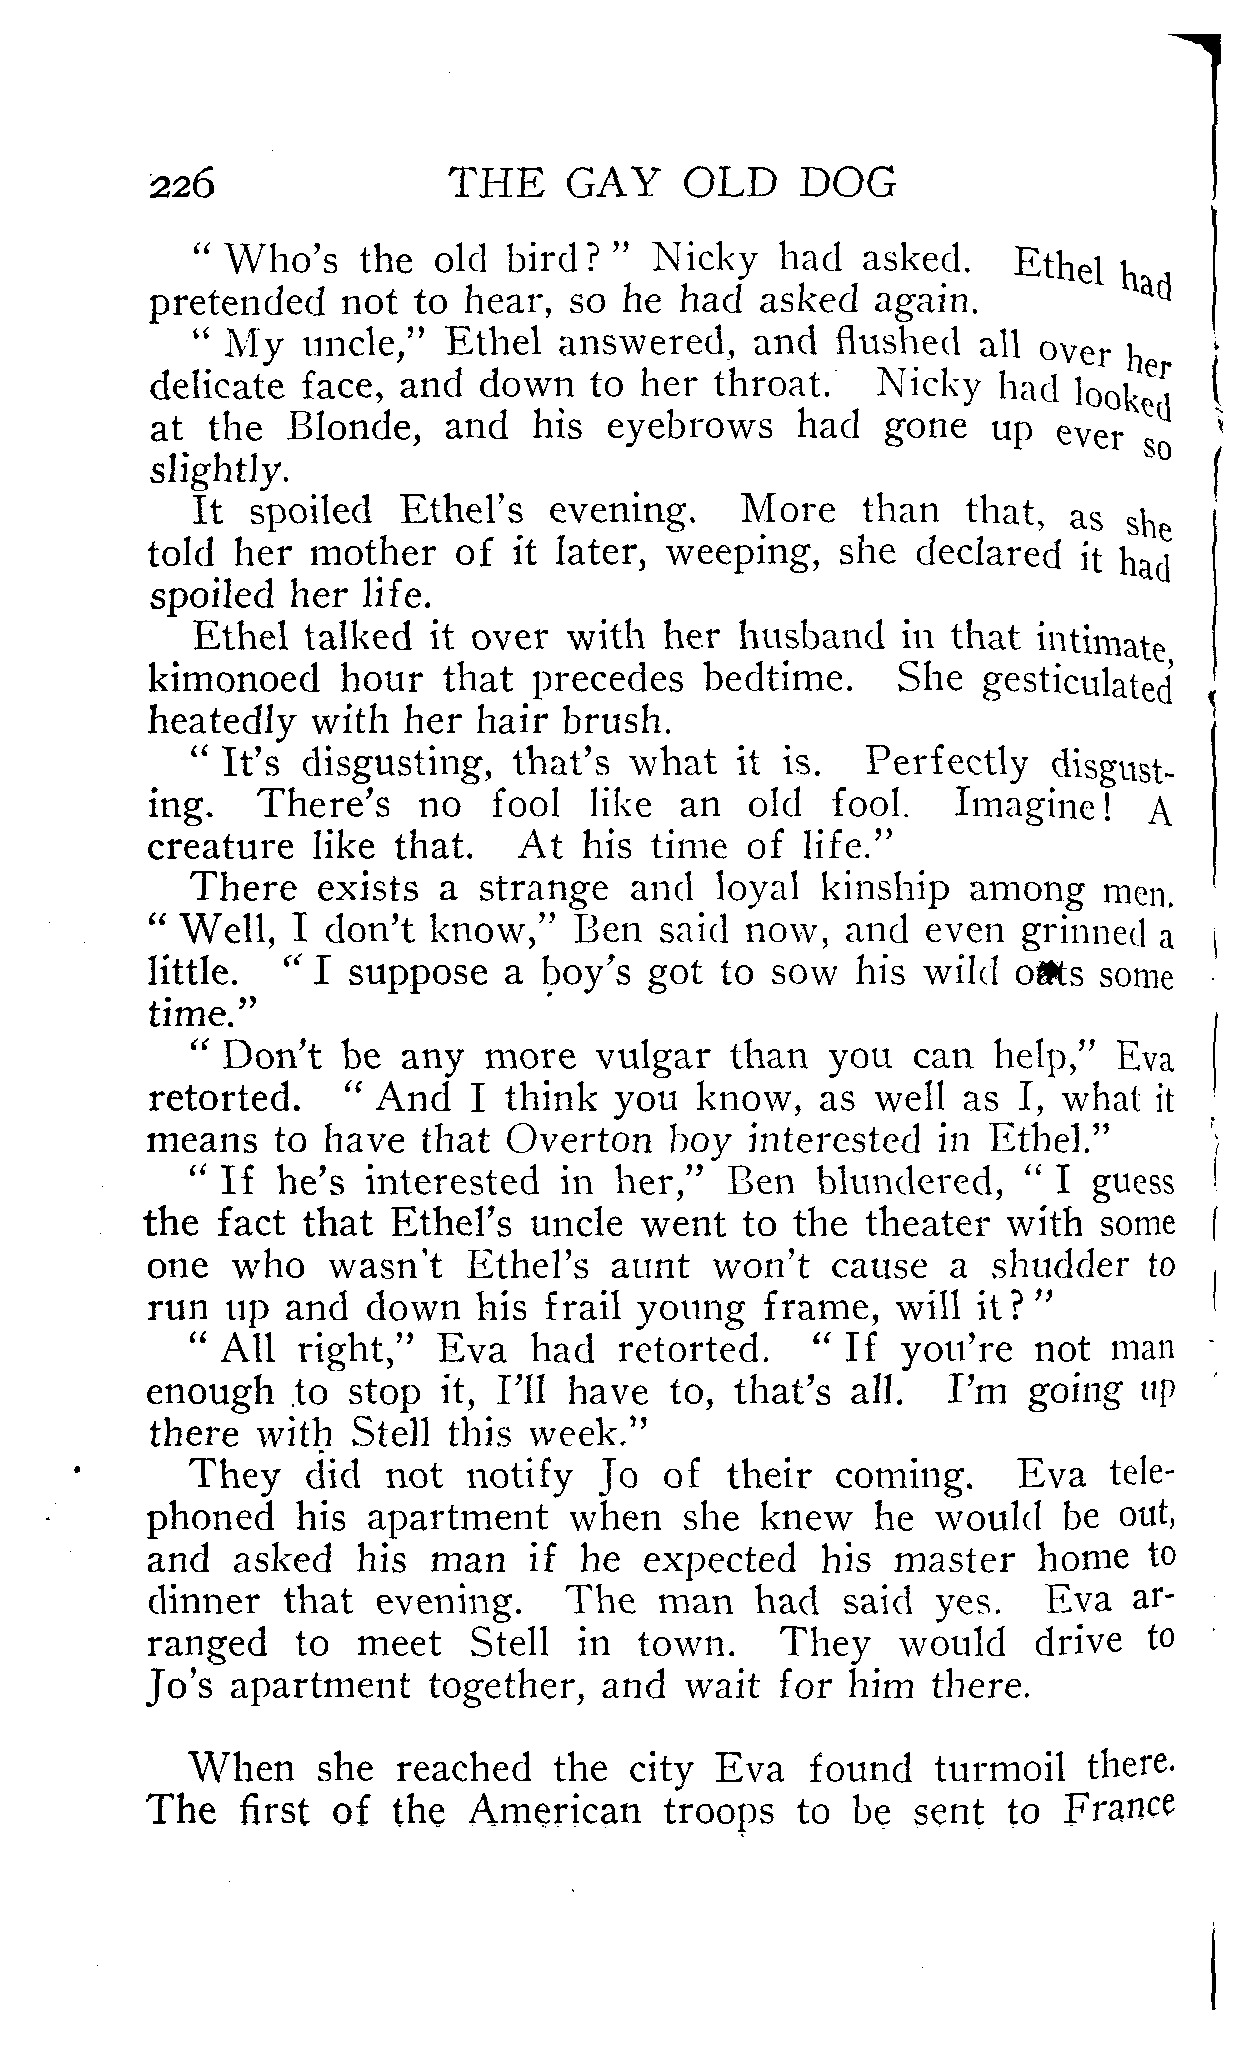 226 THE GAY OLD DOG
" Who's the old bird? " Nicky had asked. Ethel had
pretended not to hear, so he had asked again.
" My uncle," Ethel answered, and flushed all over her
delicate face, and down to her throat. Nicky had looked
at the Blonde, and his eyebrows had gone up ever so
slightly.
It spoiled Ethel's evening. More than that, as she
told her mother of it later, weeping, she declared it had
spoiled her life.
Ethel talked it over with her husband in that intimate,
kimonoed hour that precedes bedtime. She gesticulated
heatedly with her hair brush.
" It's disgusting, that's what it is. Perfectly disgust-
ing. There's no fool like an old fool. Imagine! A
creature like that. At his time of life."
There exists a strange and loyal kinship among men.
" Well, I don't know," Ben said now, and even grinned a
little. " I suppose a boy's got to sow his wild oats some
time."
" Don't be any more vulgar than you can help," Eva
retorted. " And I think you know, as well as I, what it
means to have that Overton boy interested in Ethel."
" If he's interested in her," Ben blundered, " I guess
the fact that Ethel's uncle went to the theater with some
one who wasn't Ethel's aunt won't cause a shudder to
run up and down his frail young frame, will it? "
" All right," Eva had retorted. " If you're not man
enough to stop it, I'll have to, that's all. I'm going up
there with Stell this week."
They did not notify Jo of their coming. Eva tele-
phoned his apartment when she knew he would be out,
and asked his man if he expected his master home to
dinner that evening. The man had said yes. Eva ar-
ranged to meet Stell in town. They would drive to
Jo's apartment together, and wait for him there.
When she reached the city Eva found turmoil there.
The first of the American troops to be sent to France